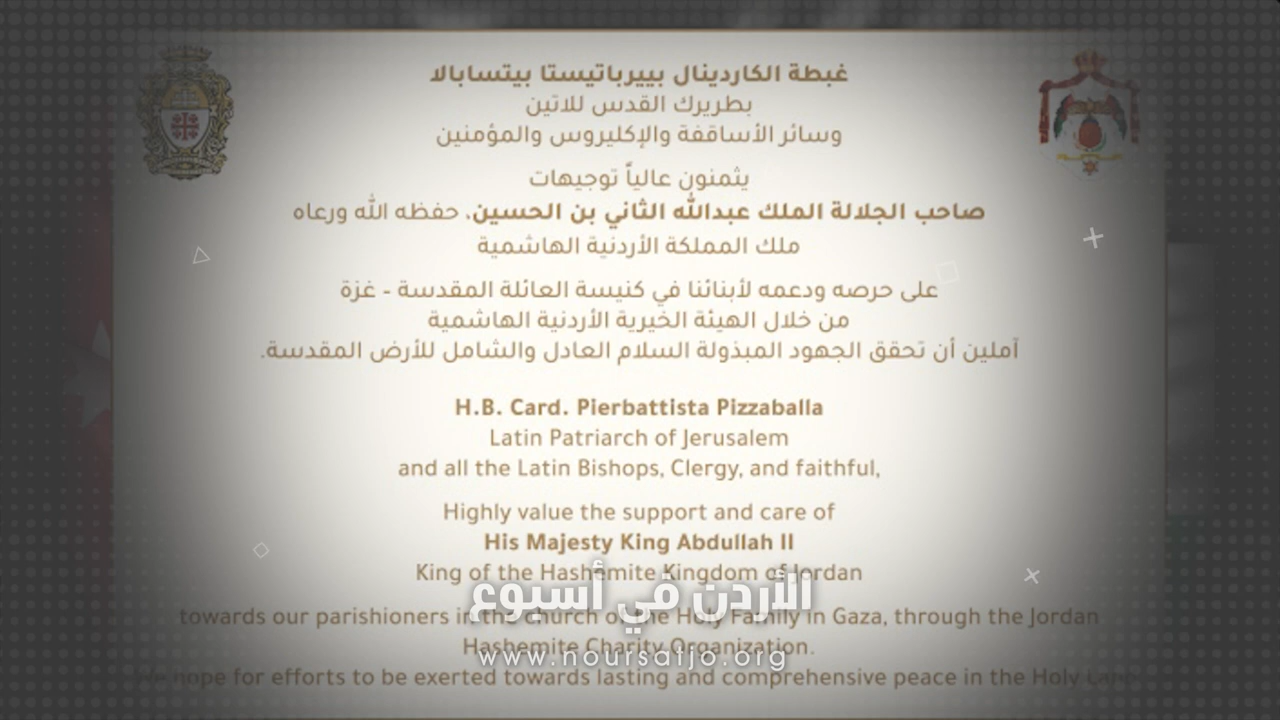 غبطة الكاردينال بييرباتيستا بيتسابالا
بطريرك القدس للاتين
وسائر الأساقفة والإكليروس والمؤمنين
يثمنون عالياً توجيهات
صاحب الجلالة الملك عبدالله الثاني بن الحسين، حفظه الله ورعاه
ملك المملكة الأردنية الهاشمية
على حرصه ودعمه لأبنائنا في كنيسة العائلة المقدسة - غزة
من خلال الهيئة الخيرية الأردنية الهاشمية
آملين أن تحقق الجهود المبذولة السلام العادل والشامل للأرض المقدسة.
H.B. Card. Pierbattista Pizzaballa
Latin Patriarch of Jerusalem
and all the Latin Bishops, Clergy, and faithful,
Highly value the support and care of
His Majesty King Abdullah II
King of the Hashemite Kingdom of Jordan
الأردن في أسبوع
towards our parishioners in the Church of the Holy Family in Gaza, through the Jordan
Hashemite Charity Organization.
www.noursatjo.org
hope for efforts to be exerted towards lasting and comprehensive peace in the Holy